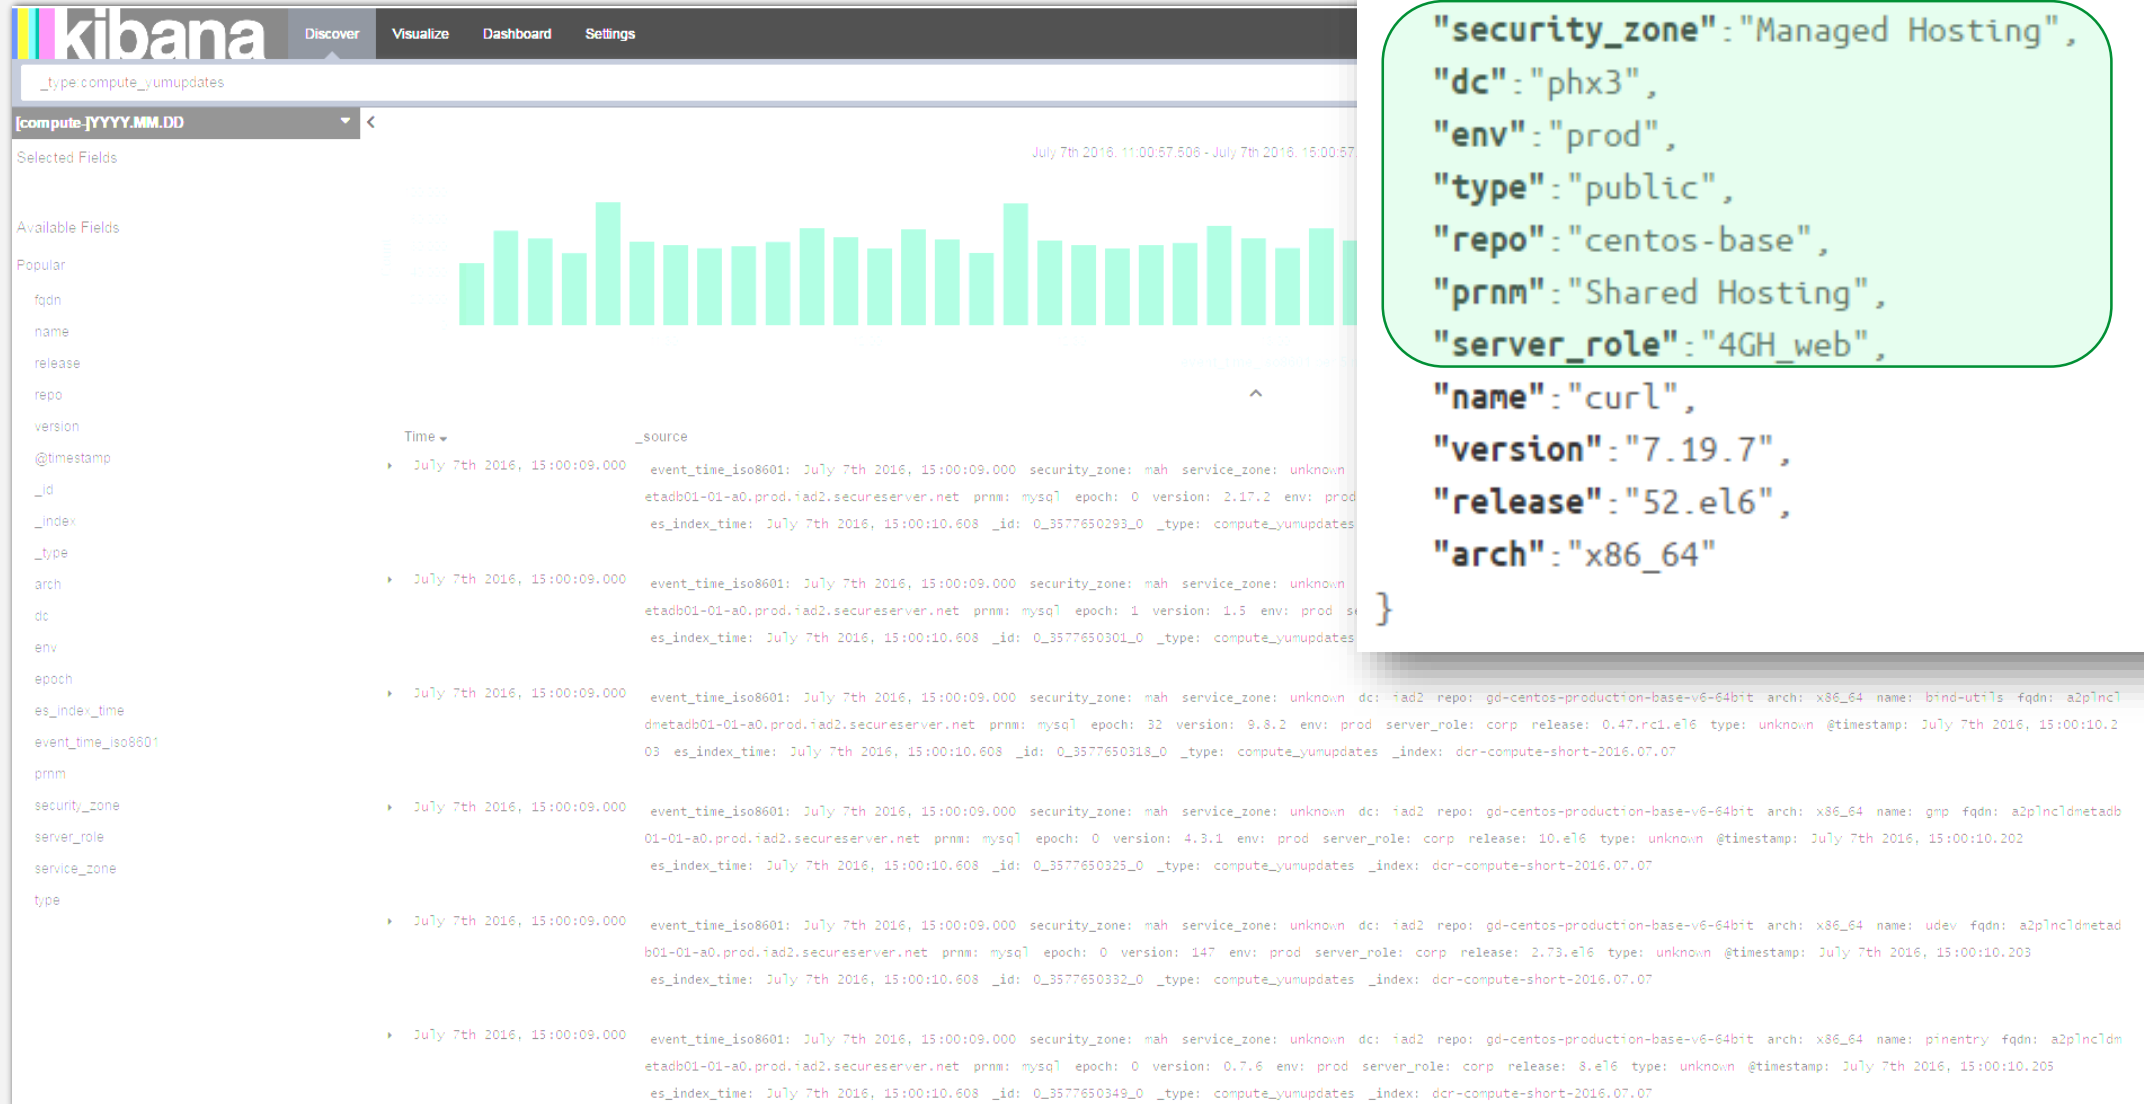 kibana
Discover Visualize Dashboard Settings
_type:compute_yumupdates
[compute-]YYYY.MM.DD
Selected Fields
July 7th 2016, 11:00:57.506 - July 7th 2016, 15:00:57.
Available Fields
Popular
fqdn
name
release
repo
version
@timestamp
_id
_index
_type
arch
dc
env
epoch
es_index_time
event_time_iso8601
prnm
security_zone
server_role
service_zone
type
Time _source
July 7th 2016, 15:00:09.000 event_time_iso8601: July 7th 2016, 15:00:09.000 security_zone: mah service_zone: unknown
etadb01-01-a0.prod.iad2.secureserver.net prnm: mysql epoch: 0 version: 2.17.2 env: prod
es_index_time: July 7th 2016, 15:00:10.608 _id: 0_3577650293_0 _type: compute_yumupdates
July 7th 2016, 15:00:09.000 event_time_iso8601: July 7th 2016, 15:00:09.000 security_zone: mah service_zone: unknown
etadb01-01-a0.prod.iad2.secureserver.net prnm: mysql epoch: 1 version: 1.5 env: prod s
es_index_time: July 7th 2016, 15:00:10.608 _id: 0_3577650301_0 _type: compute_yumupdates
July 7th 2016, 15:00:09.000 event_time_iso8601: July 7th 2016, 15:00:09.000 security_zone: mah service_zone: unknown dc: iad2 repo: gd-centos-production-base-v6-64bit arch: x86_64 name: bind-utils fqdn: a2plncl
dmetadb01-01-a0.prod.iad2.secureserver.net prnm: mysql epoch: 32 version: 9.8.2 env: prod server_role: corp release: 0.47.rc1.el6 type: unknown @timestamp: July 7th 2016, 15:00:10.2
03 es_index_time: July 7th 2016, 15:00:10.608 _id: 0_3577650318_0 _type: compute_yumupdates _index: dcr-compute-short-2016.07.07
July 7th 2016, 15:00:09.000 event_time_iso8601: July 7th 2016, 15:00:09.000 security_zone: mah service_zone: unknown dc: iad2 repo: gd-centos-production-base-v6-64bit arch: x86_64 name: gmp fqdn: a2plncldmetadb
01-01-a0.prod.iad2.secureserver.net prnm: mysql epoch: 0 version: 4.3.1 env: prod server_role: corp release: 10.el6 type: unknown @timestamp: July 7th 2016, 15:00:10.202
es_index_time: July 7th 2016, 15:00:10.608 _id: 0_3577650325_0 _type: compute_yumupdates _index: dcr-compute-short-2016.07.07
July 7th 2016, 15:00:09.000 event_time_iso8601: July 7th 2016, 15:00:09.000 security_zone: mah service_zone: unknown dc: iad2 repo: gd-centos-production-base-v6-64bit arch: x86_64 name: udev fqdn: a2plncldmetad
b01-01-a0.prod.iad2.secureserver.net prnm: mysql epoch: 0 version: 147 env: prod server_role: corp release: 2.73.el6 type: unknown @timestamp: July 7th 2016, 15:00:10.203
es_index_time: July 7th 2016, 15:00:10.608 _id: 0_3577650332_0 _type: compute_yumupdates _index: dcr-compute-short-2016.07.07
July 7th 2016, 15:00:09.000 event_time_iso8601: July 7th 2016, 15:00:09.000 security_zone: mah service_zone: unknown dc: iad2 repo: gd-centos-production-base-v6-64bit arch: x86_64 name: pinentry fqdn: a2plncldm
etadb01-01-a0.prod.iad2.secureserver.net prnm: mysql epoch: 0 version: 0.7.6 env: prod server_role: corp release: 8.el6 type: unknown @timestamp: July 7th 2016, 15:00:10.205
es_index_time: July 7th 2016, 15:00:10.608 _id: 0_3577650349_0 _type: compute_yumupdates _index: dcr-compute-short-2016.07.07
"security_zone":"Managed Hosting",
"dc":"phx3",
"env":"prod",
"type":"public",
"repo":"centos-base",
"prnm":"Shared Hosting",
"server_role":"4GH_web",
"name":"curl",
"version":"7.19.7",
"release":"52.el6",
"arch":"x86_64"
}